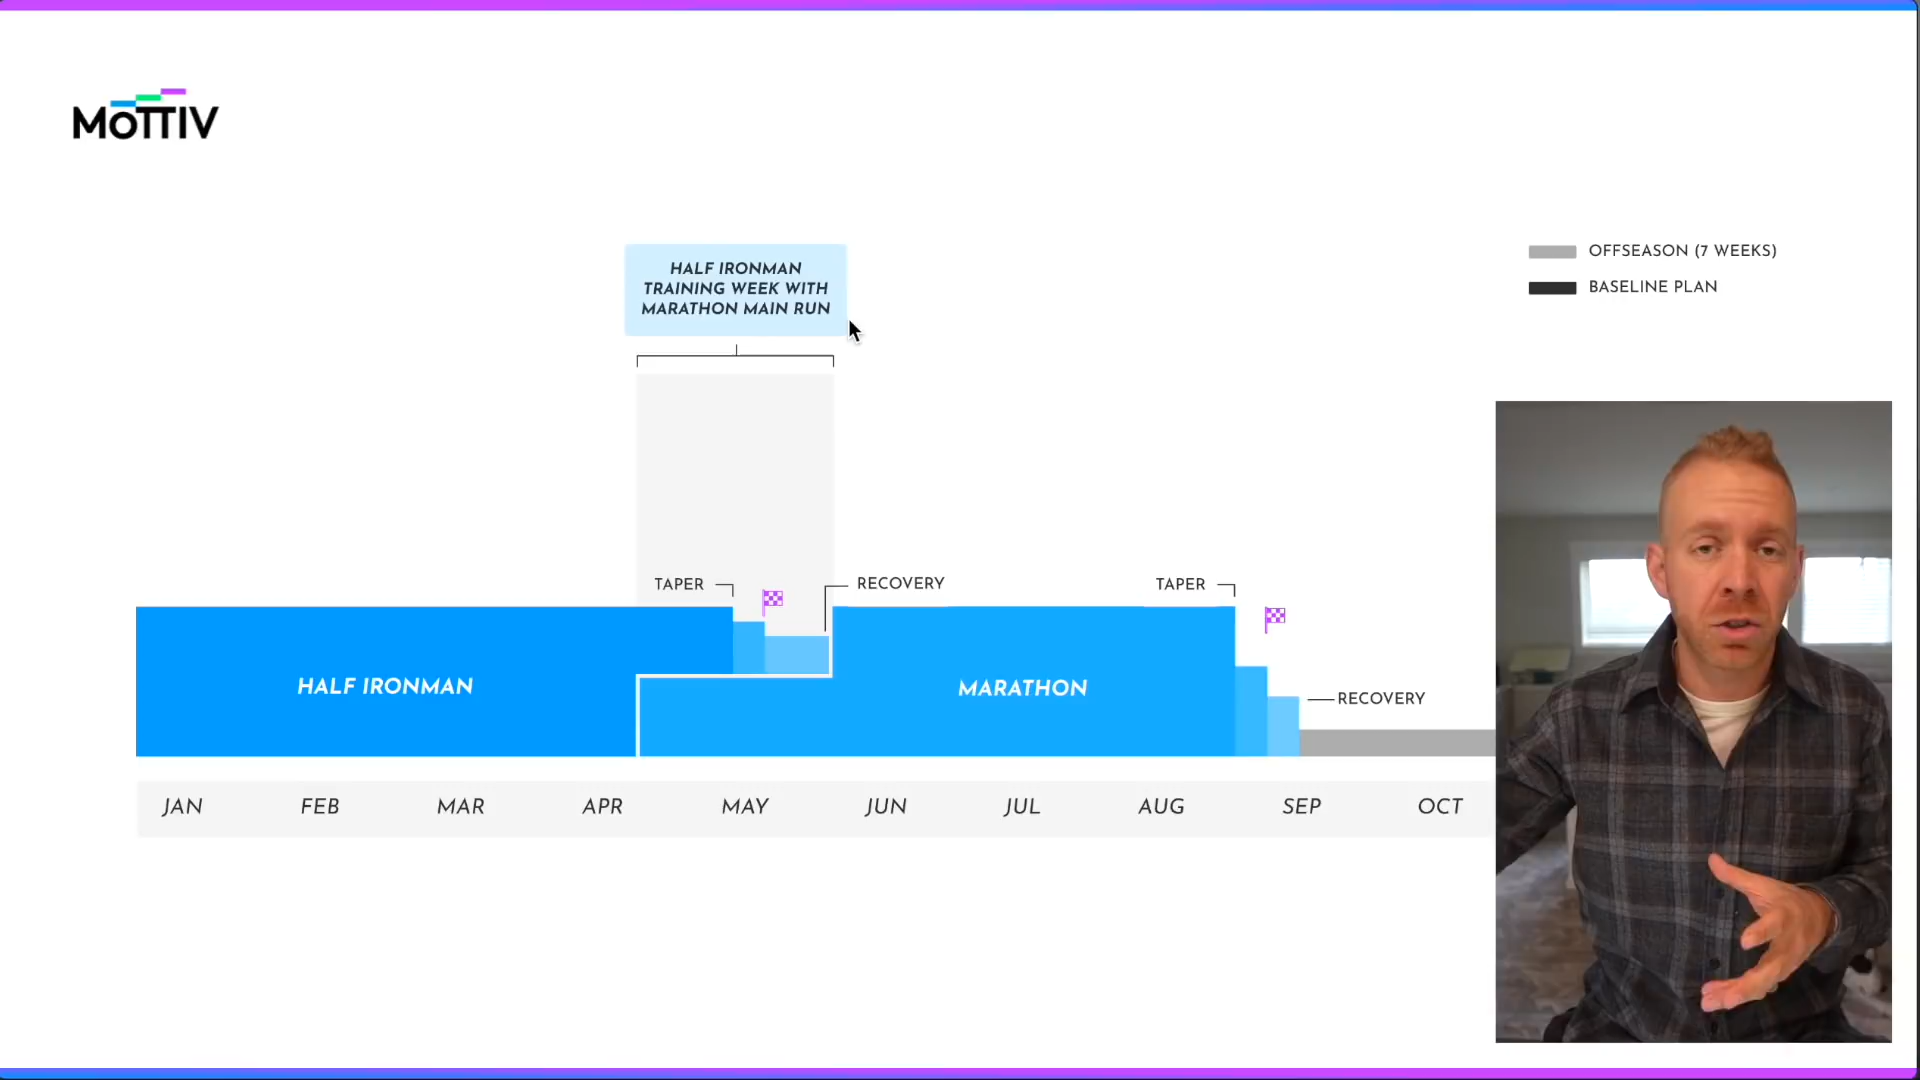 MOTTIV
OFFSEASON (7 WEEKS)
BASELINE PLAN
HALF IRONMAN
TRAINING WEEK WITH
MARATHON MAIN RUN
TAPER
RECOVERY
TAPER
HALF IRONMAN
MARATHON
RECOVERY
JAN FEB MAR APR MAY JUN JUL AUG SEP OCT